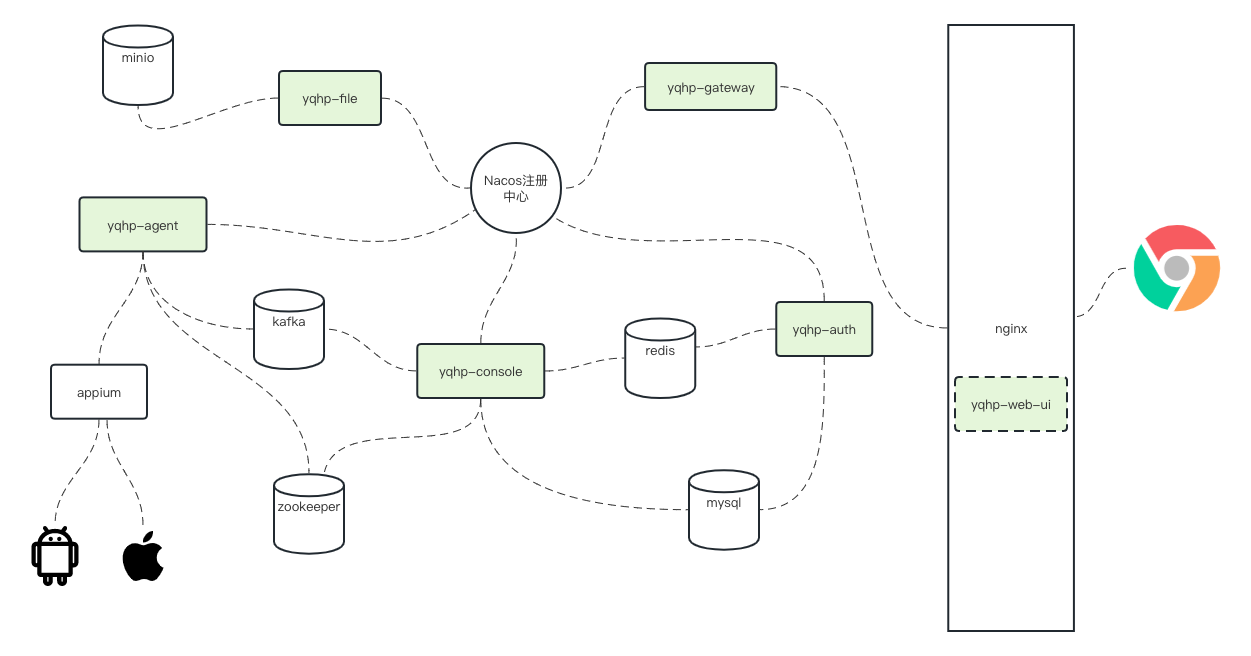 minio
yqhp-file
yqhp-gateway
Nacos注册
中心
yqhp-agent
kafka
redis
yqhp-auth
nginx
yqhp-console
appium
yqhp-web-ui
zookeeper
mysql